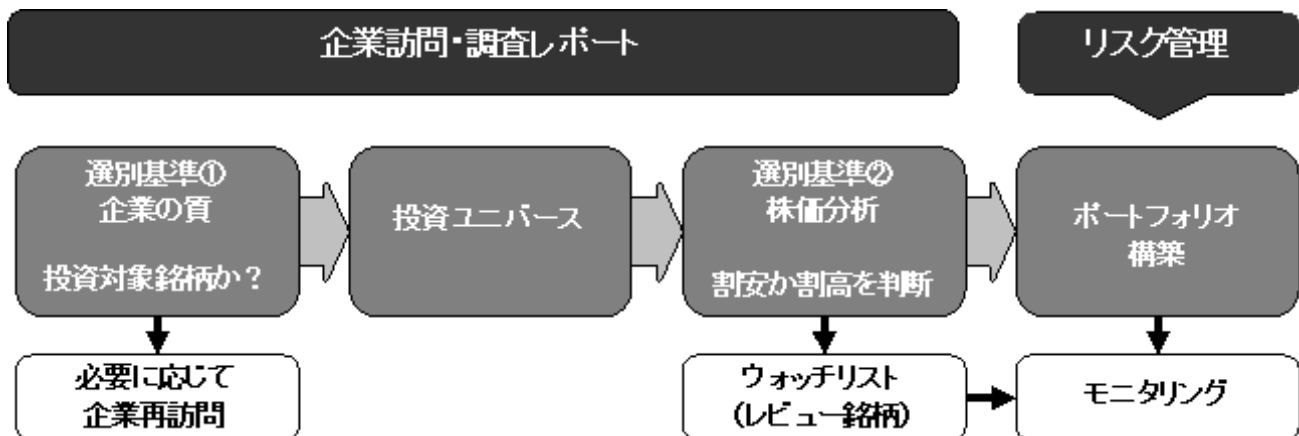 企業訪問・調査レポート
リスク管理
選別基準①
企業の質
投資対象銘柄か？
投資ユニバース
選別基準②
株価分析
割安か割高を判断
ポートフォリオ
構築
必要に応じて
企業再訪問
ウォッチリスト
(レビュー銘柄)
モニタリング